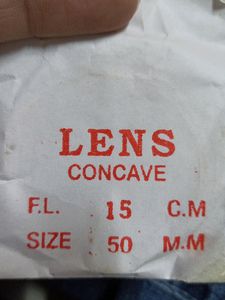 LENS
CONCAVE
F.L. 15 C.M
SIZE 50 M.M